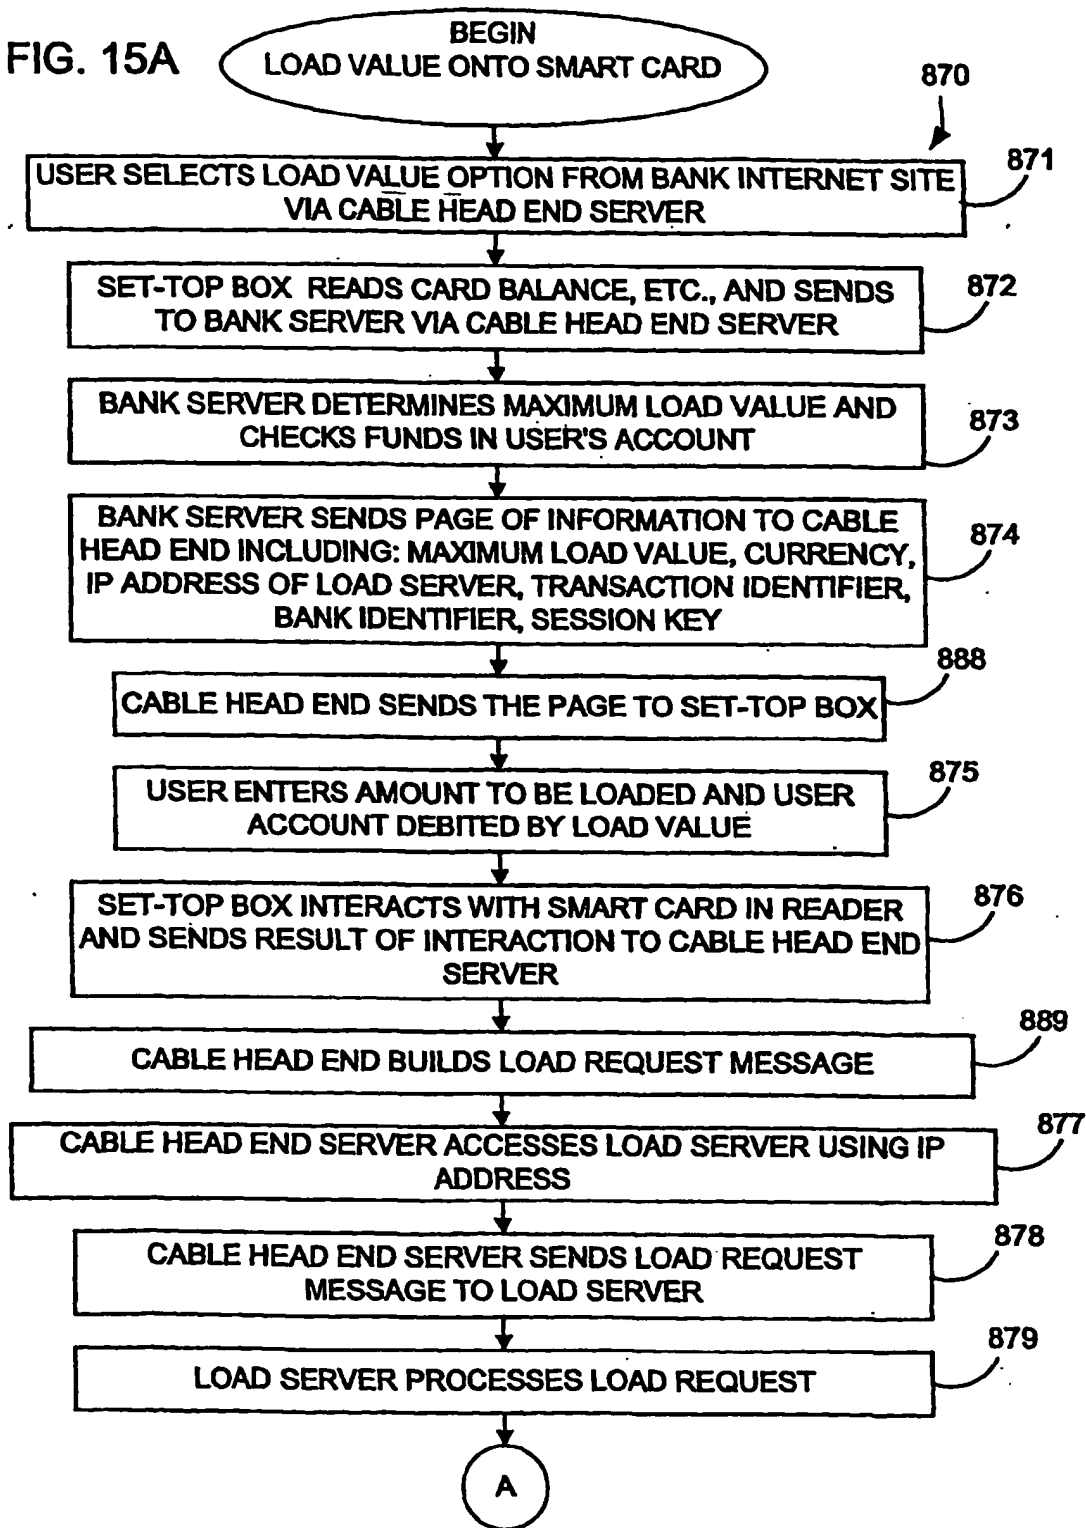 FIG. 15A
BEGIN
LOAD VALUE ONTO SMART CARD
870
871
USER SELECTS LOAD VALUE OPTION FROM BANK INTERNET SITE
VIA CABLE HEAD END SERVER
872
SET-TOP BOX READS CARD BALANCE, ETC., AND SENDS
TO BANK SERVER VIA CABLE HEAD END SERVER
873
BANK SERVER DETERMINES MAXIMUM LOAD VALUE AND
CHECKS FUNDS IN USER'S ACCOUNT
874
BANK SERVER SENDS PAGE OF INFORMATION TO CABLE
HEAD END INCLUDING: MAXIMUM LOAD VALUE, CURRENCY,
IP ADDRESS OF LOAD SERVER, TRANSACTION IDENTIFIER,
BANK IDENTIFIER, SESSION KEY
888
CABLE HEAD END SENDS THE PAGE TO SET-TOP BOX
875
USER ENTERS AMOUNT TO BE LOADED AND USER
ACCOUNT DEBITED BY LOAD VALUE
876
SET-TOP BOX INTERACTS WITH SMART CARD IN READER
AND SENDS RESULT OF INTERACTION TO CABLE HEAD END
SERVER
889
CABLE HEAD END BUILDS LOAD REQUEST MESSAGE
877
CABLE HEAD END SERVER ACCESSES LOAD SERVER USING IP
ADDRESS
878
CABLE HEAD END SERVER SENDS LOAD REQUEST
MESSAGE TO LOAD SERVER
879
LOAD SERVER PROCESSES LOAD REQUEST
A